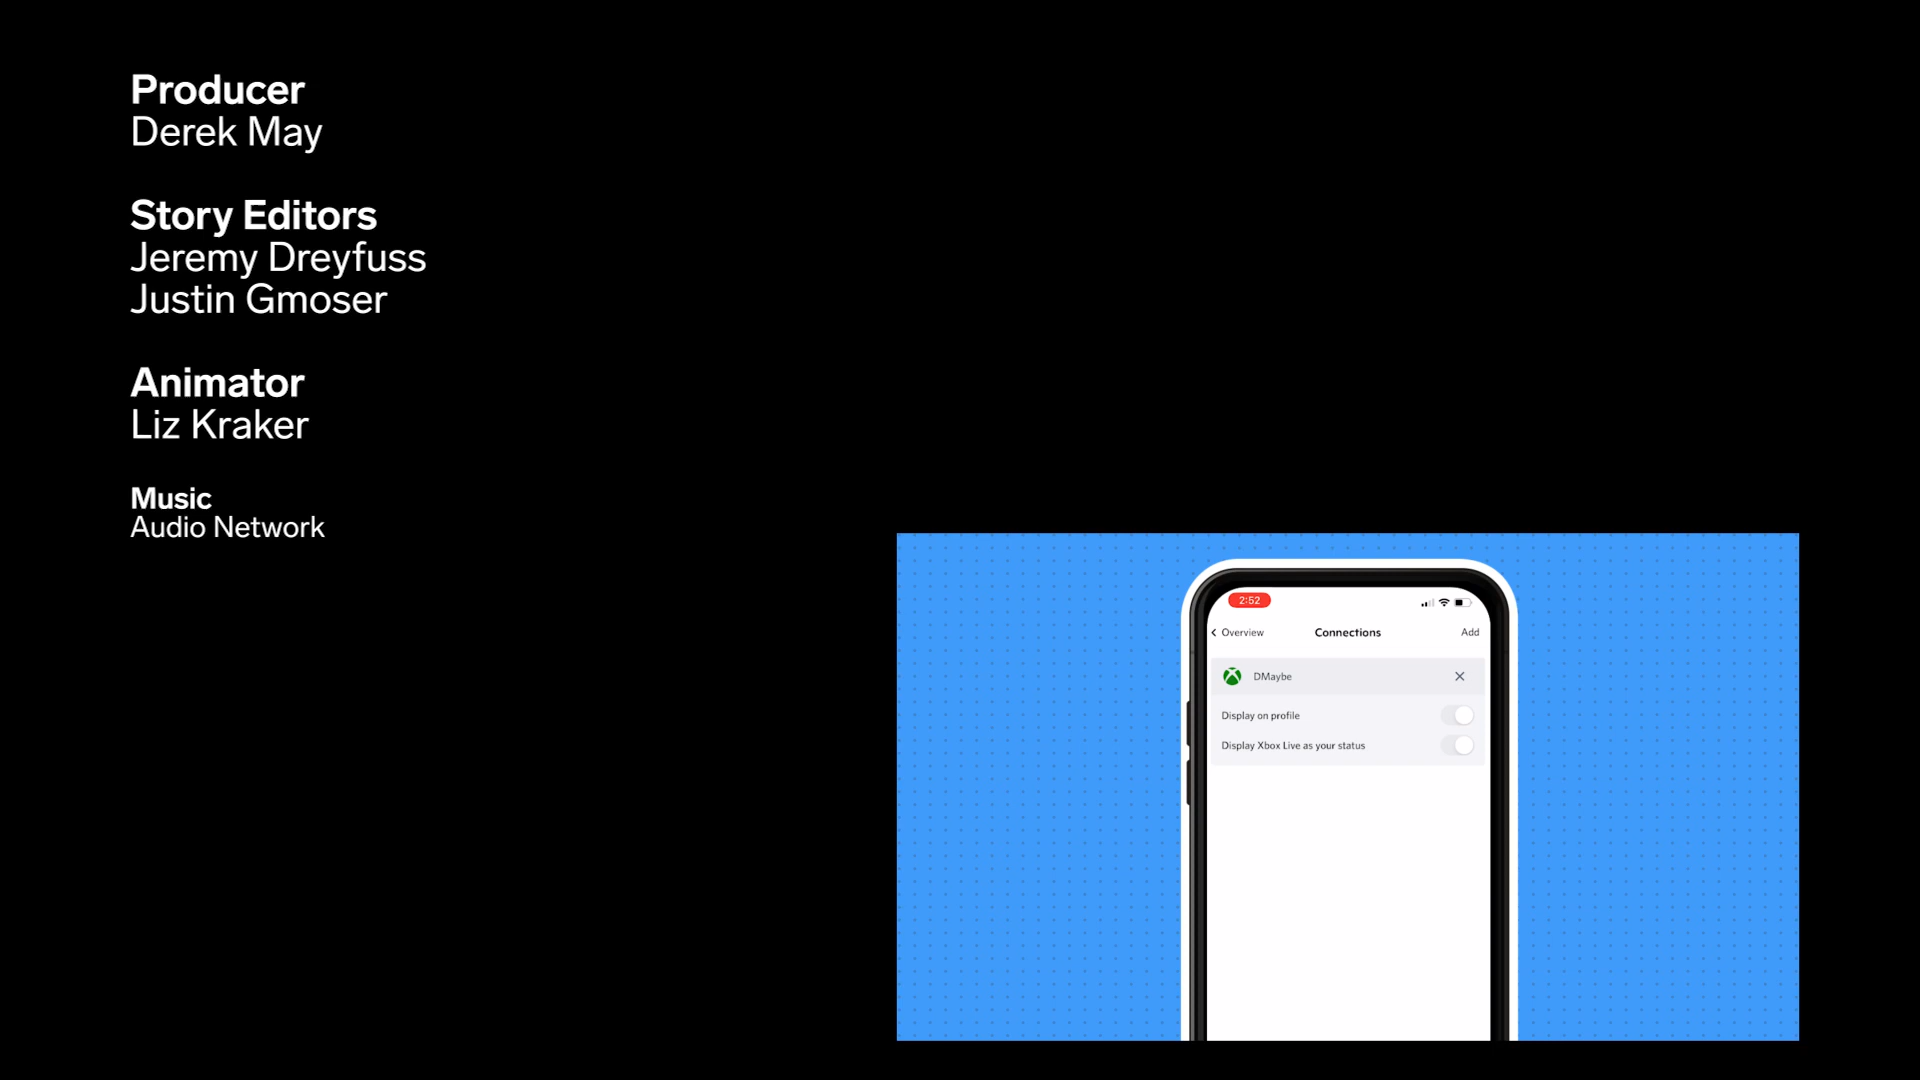 Producer
Derek May
Story Editors
Jeremy Dreyfuss
Justin Gmoser
Animator
Liz Kraker
Music
Audio Network
2:52
Overview Connections Add
DMaybe
Display on profile
Display Xbox Live as your status